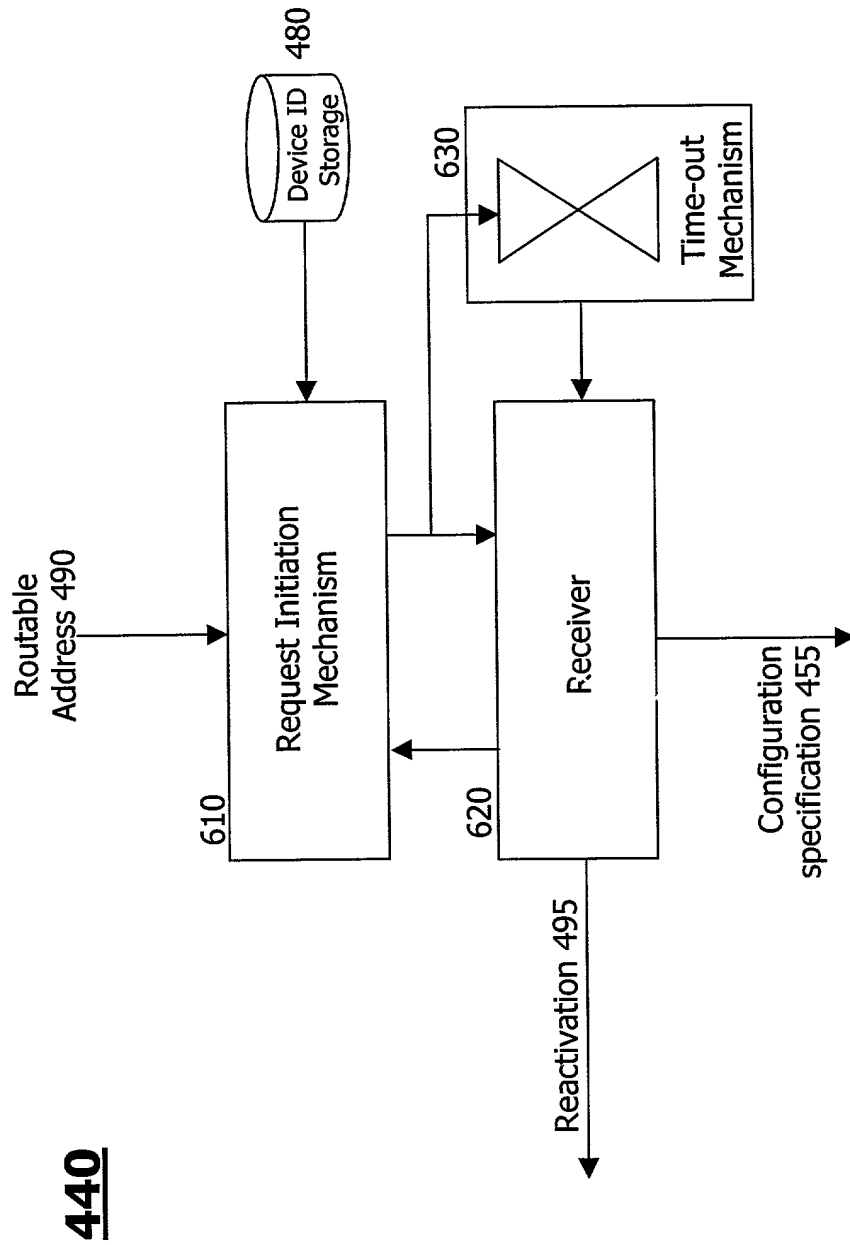 440
Routable
Address 490
Device ID
Storage
480
610
Request Initiation
Mechanism
630
Time-out
Mechanism
620
Receiver
Reactivation 495
Configuration
specification 455